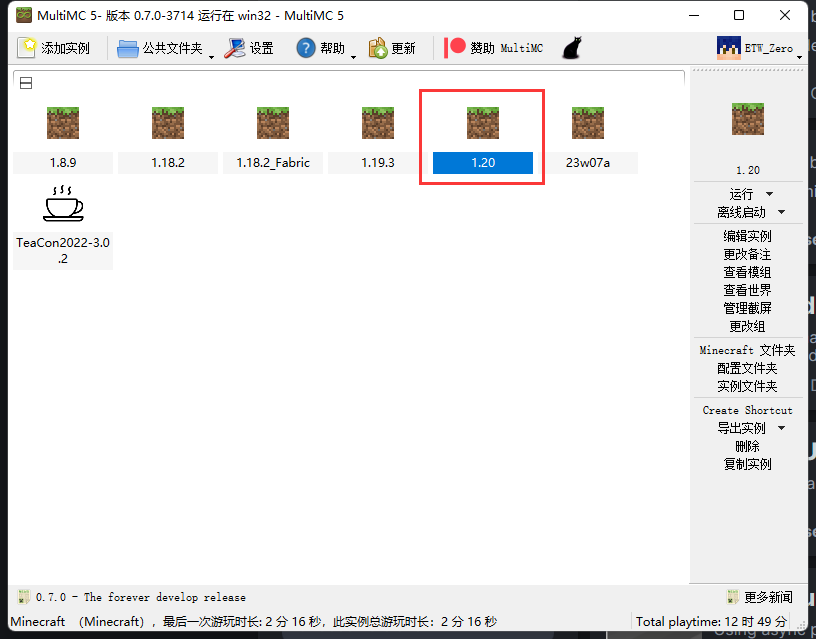 MultiMC 5- 版本 0.7.0-3714 运行在 win32 - MultiMC 5
添加实例 公共文件夹 设置 帮助 更新 赞助 MultiMC BTW_Zero
1.8.9 1.18.2 1.18.2_Fabric 1.19.3 1.20 23w07a
TeaCon2022-3.0
.2
1.20
运行
离线启动
编辑实例
更改备注
查看模组
查看世界
管理截屏
更改组
Minecraft 文件夹
配置文件夹
实例文件夹
Create Shortcut
导出实例
删除
复制实例
0.7.0 - The forever develop release 更多新闻
Minecraft （Minecraft），最后一次游玩时长: 2 分 16 秒，此实例总游玩时长：2 分 16 秒 Total playtime: 12 时 49 分